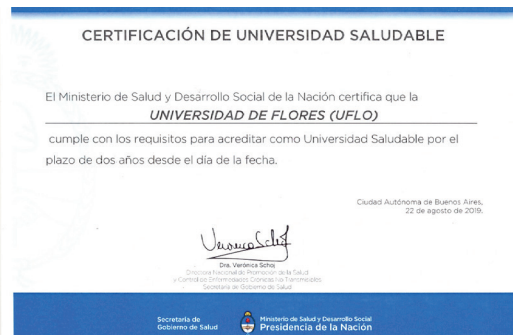 CERTIFICACIÓN DE UNIVERSIDAD SALUDABLE
El Ministerio de Salud y Desarrollo Social de la Nación certifica que la
UNIVERSIDAD DE FLORES (UFLO)
cumple con los requisitos para acreditar como Universidad Saludable por el
plazo de dos años desde el día de la fecha.
Ciudad Autónoma de Buenos Aires,
22 de agosto de 2019.
Dra. Verónica Schoj
Directora Nacional de Promoción de la Salud
y Control de Enfermedades Crónicas No Transmisibles
Secretaría de Gobierno de Salud
Secretaría de
Gobierno de Salud
Ministerio de Salud y Desarrollo Social
Presidencia de la Nación